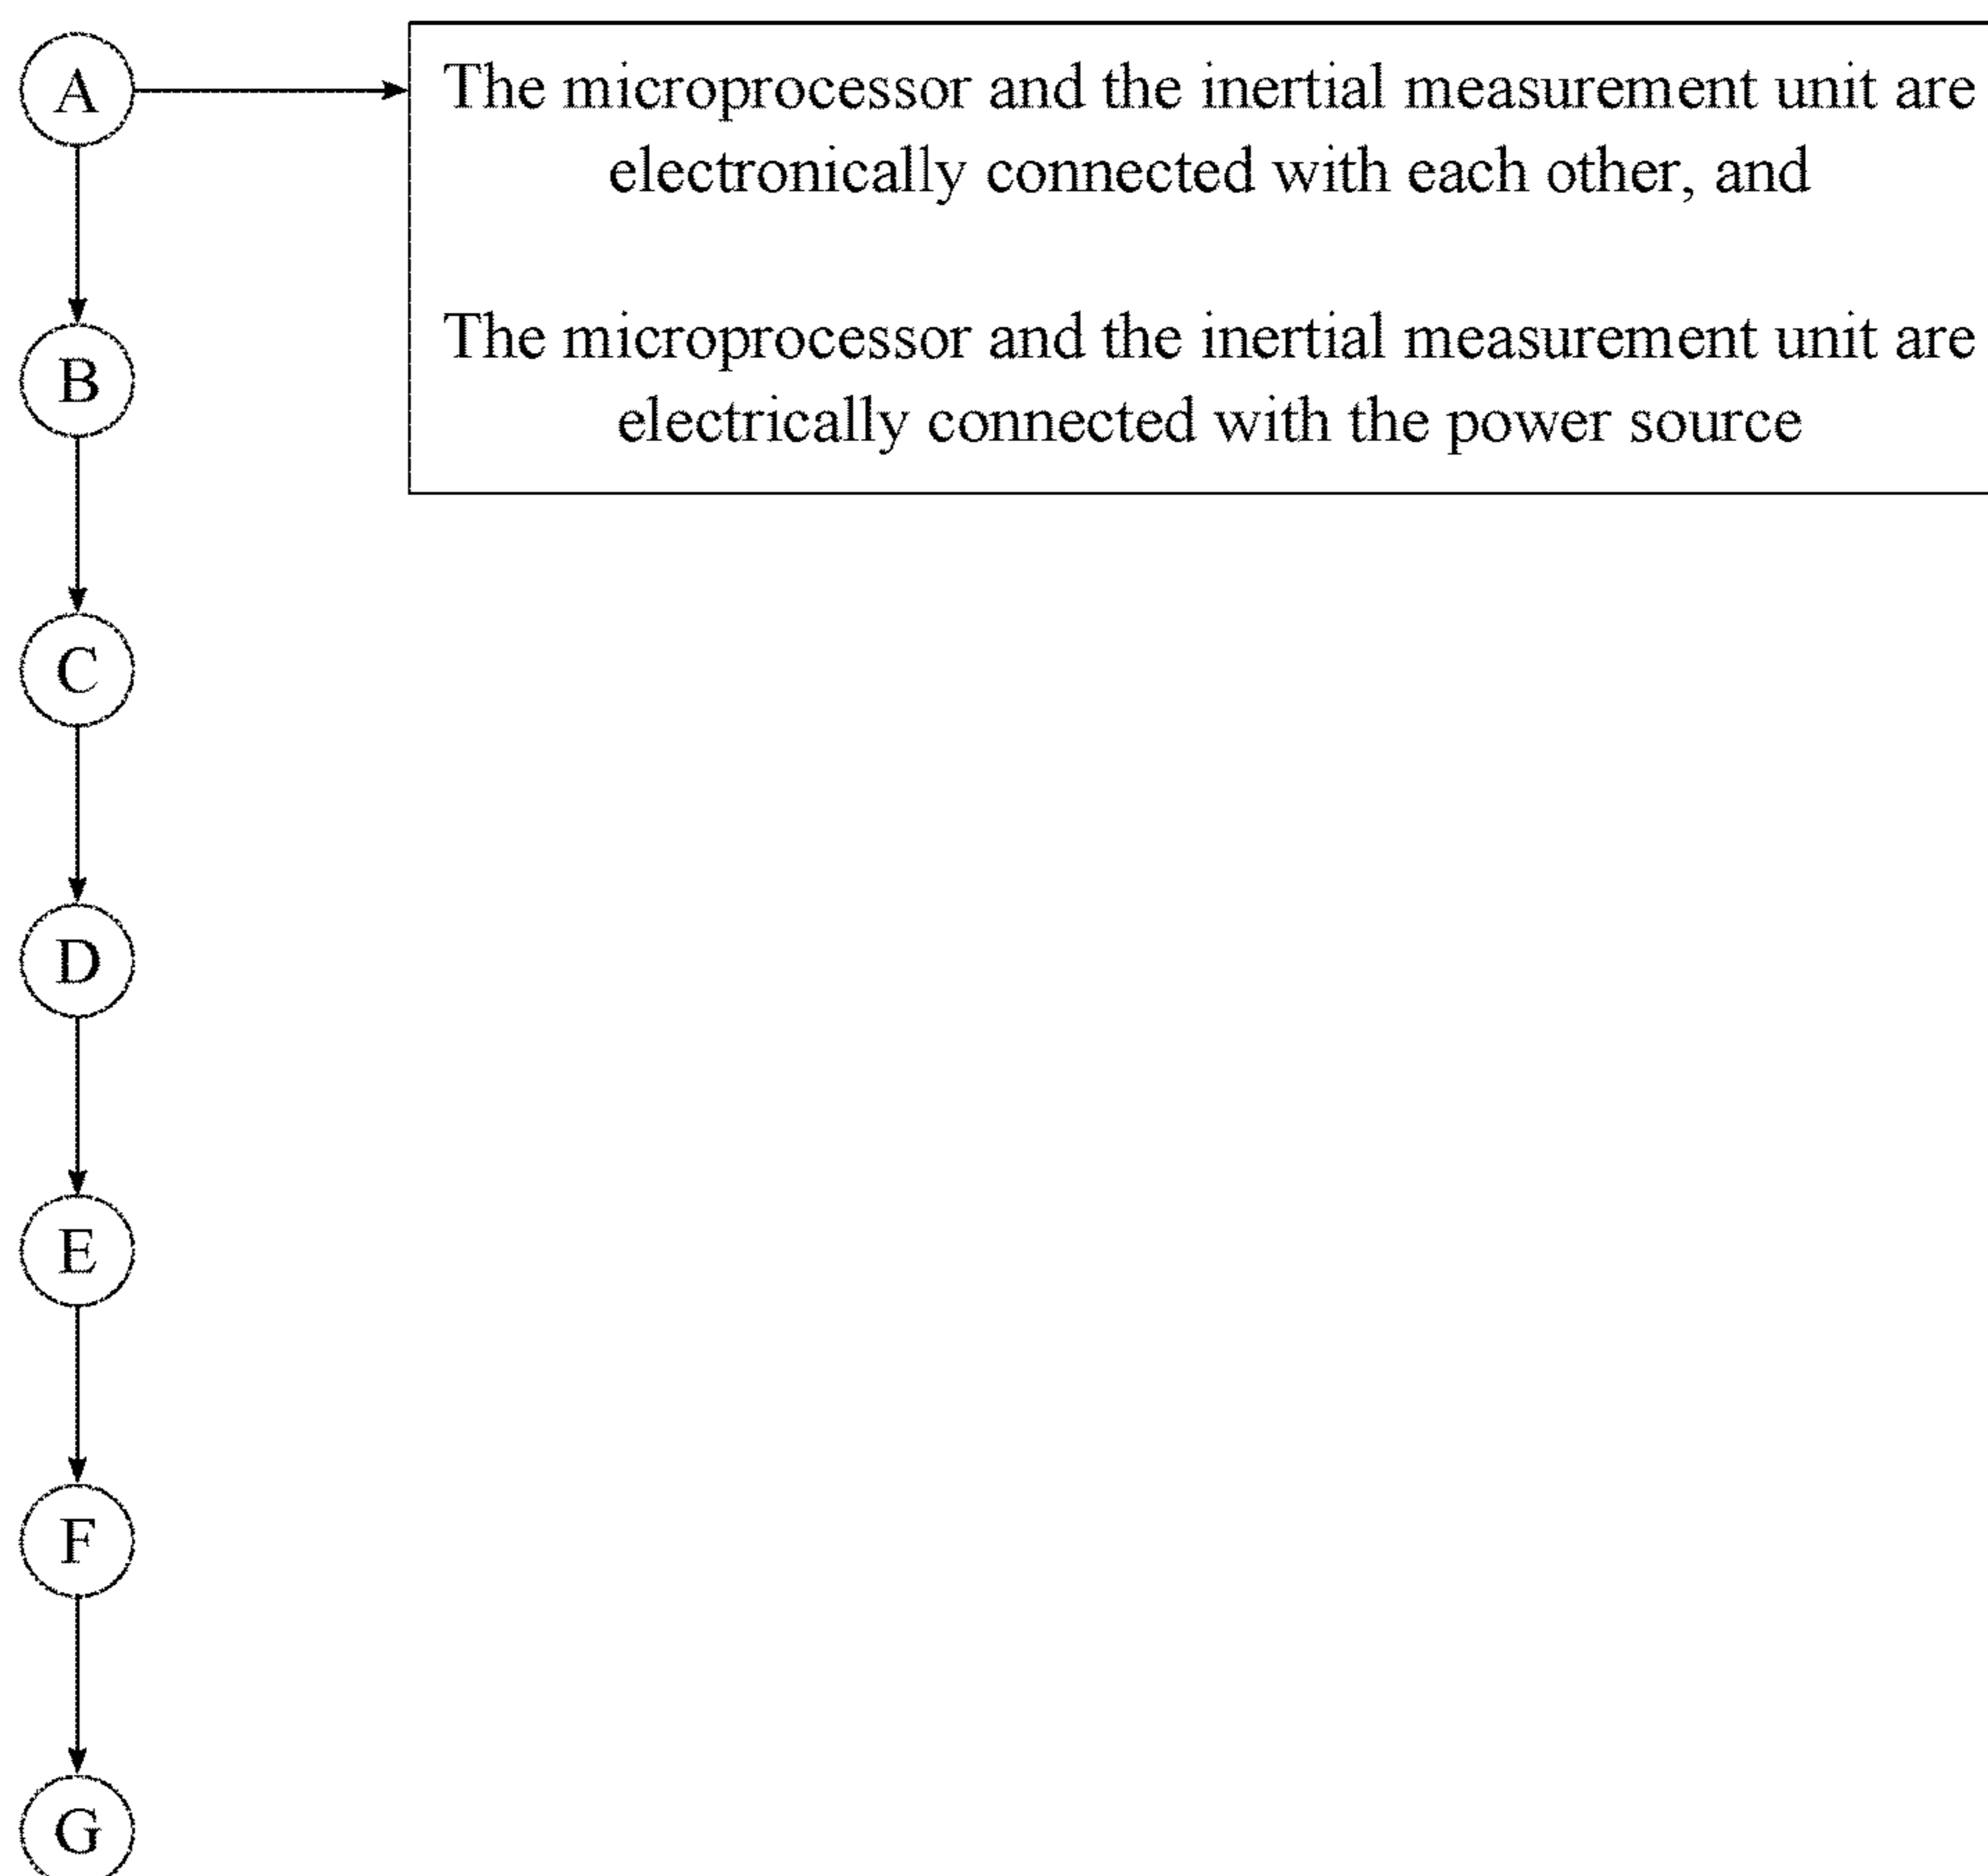 A
The microprocessor and the inertial measurement unit are
electronically connected with each other, and
The microprocessor and the inertial measurement unit are
electrically connected with the power source
B
C
D
E
F
G